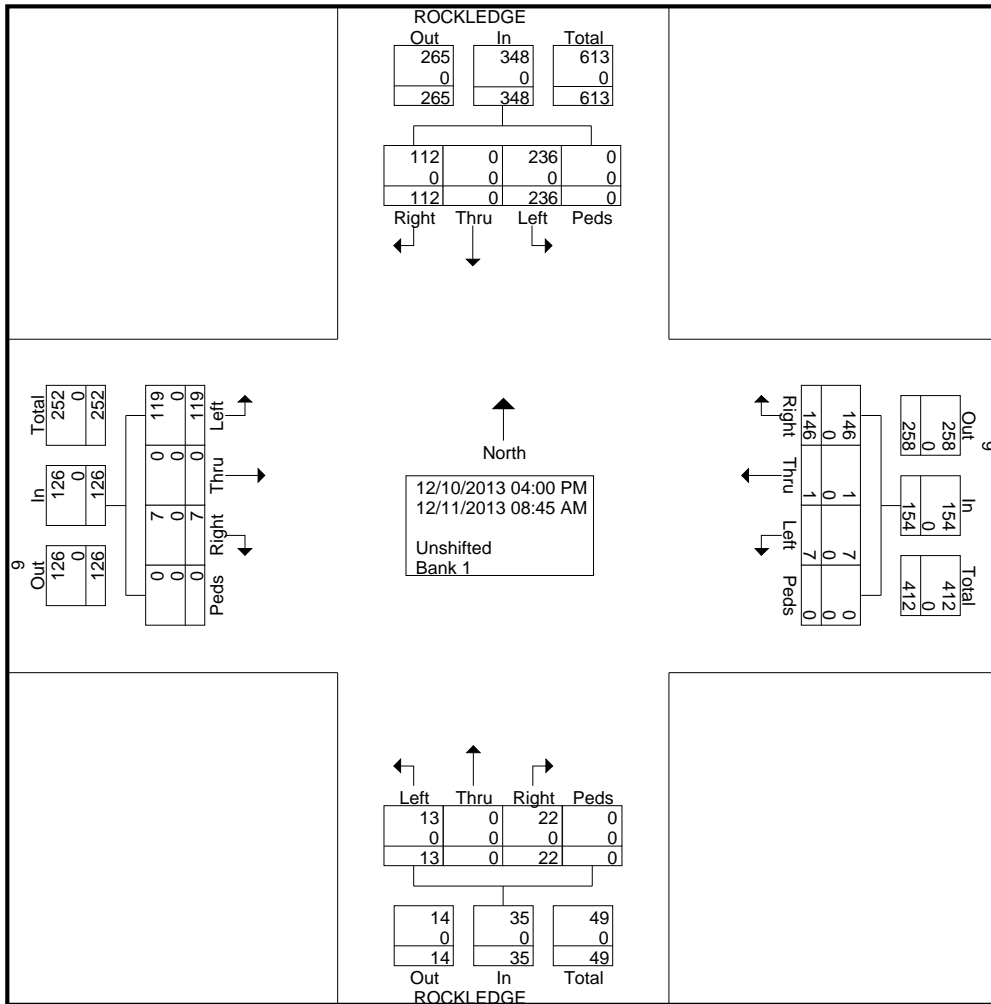 ROCKLEDGE
Out In Total
265 348 613
0 0 0
265 348 613
112 0 236 0
0 0 0 0
112 0 236 0
Right Thru Left Peds
Left Thru Right Peds
119 0 7 0
0 0 0 0
119 0 7 0
Total In Out
252 126 126
0 0 0
252 126 126
9
North
12/10/2013 04:00 PM
12/11/2013 08:45 AM
Unshifted
Bank 1
9
Out In Total
258 154 412
0 0 0
258 154 412
146 1 7 0
0 0 0 0
146 1 7 0
Right Thru Left Peds
Left Thru Right Peds
13 0 22 0
0 0 0 0
13 0 22 0
14 35 49
0 0 0
14 35 49
Out In Total
ROCKLEDGE